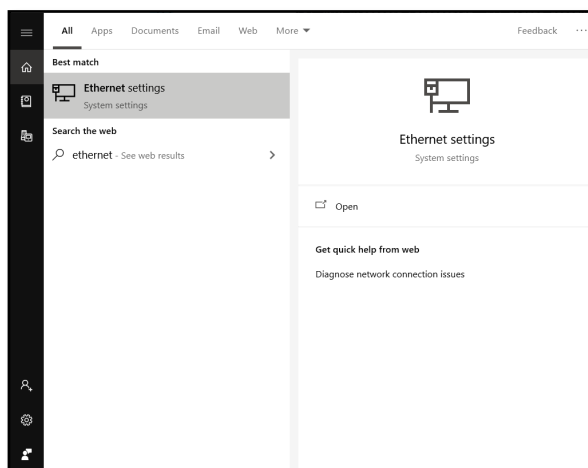 All Apps Documents Email Web More Feedback ...
Best match
Ethernet settings
System settings
Search the web
ethernet - See web results
Ethernet settings
System settings
Open
Get quick help from web
Diagnose network connection issues